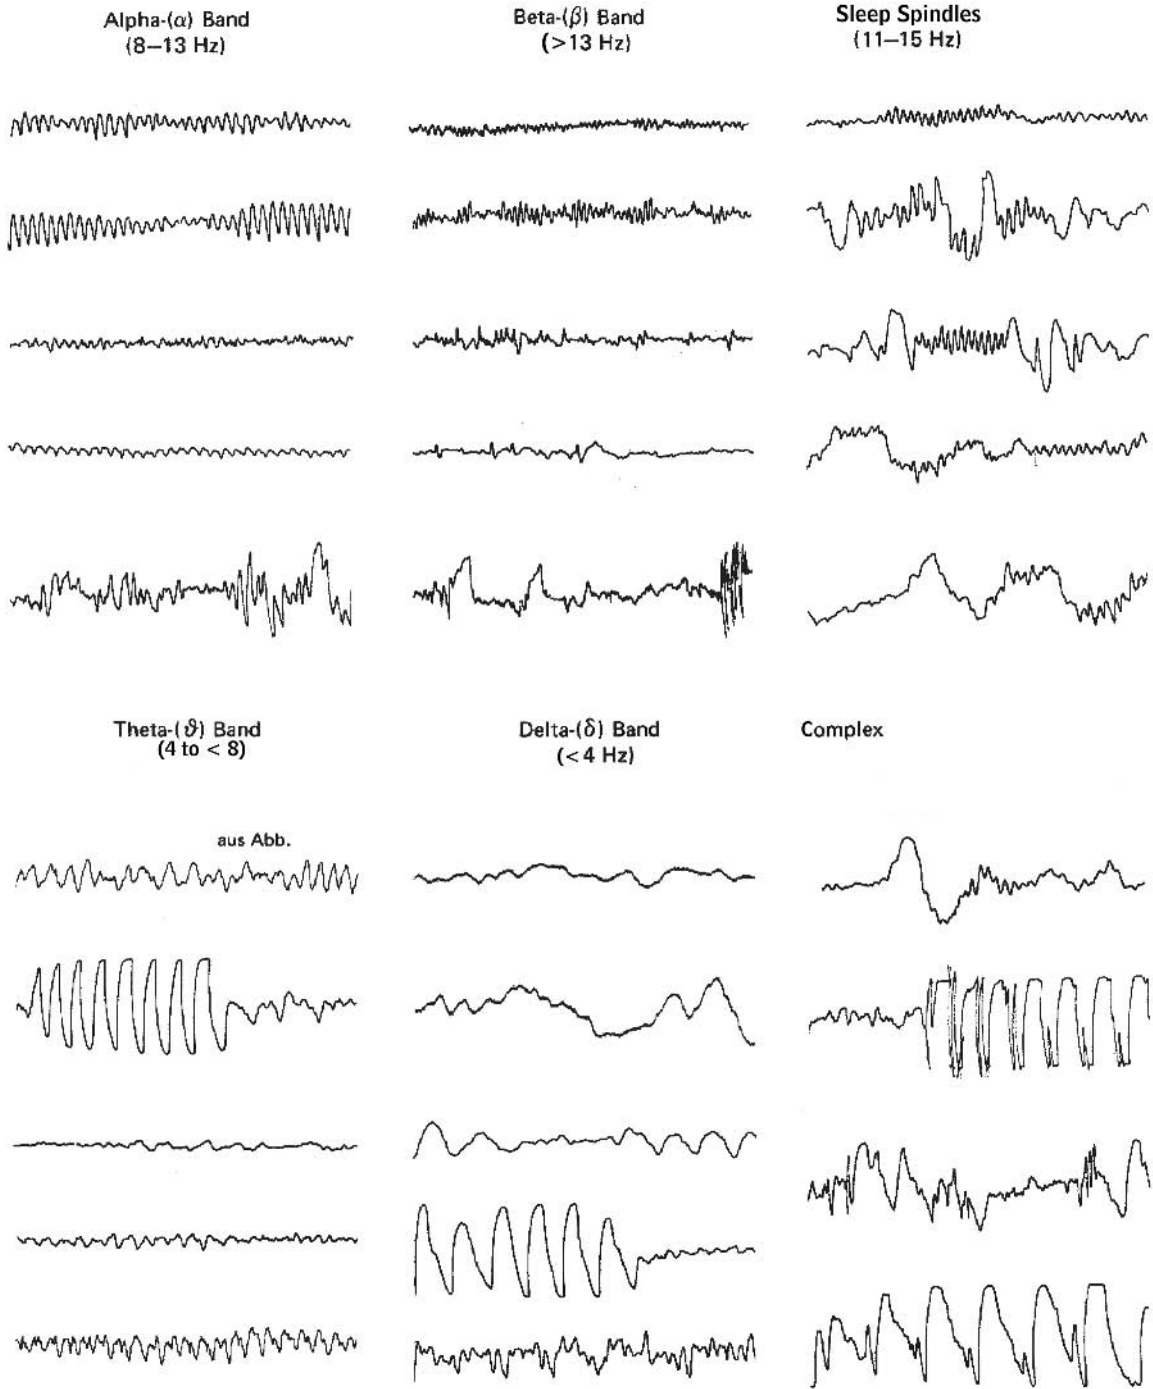 Alpha-(α) Band
(8–13 Hz)
Beta-(β) Band
(>13 Hz)
Sleep Spindles
(11–15 Hz)
Theta-(ϑ) Band
(4 to < 8)
Delta-(δ) Band
(<4 Hz)
Complex
aus Abb.